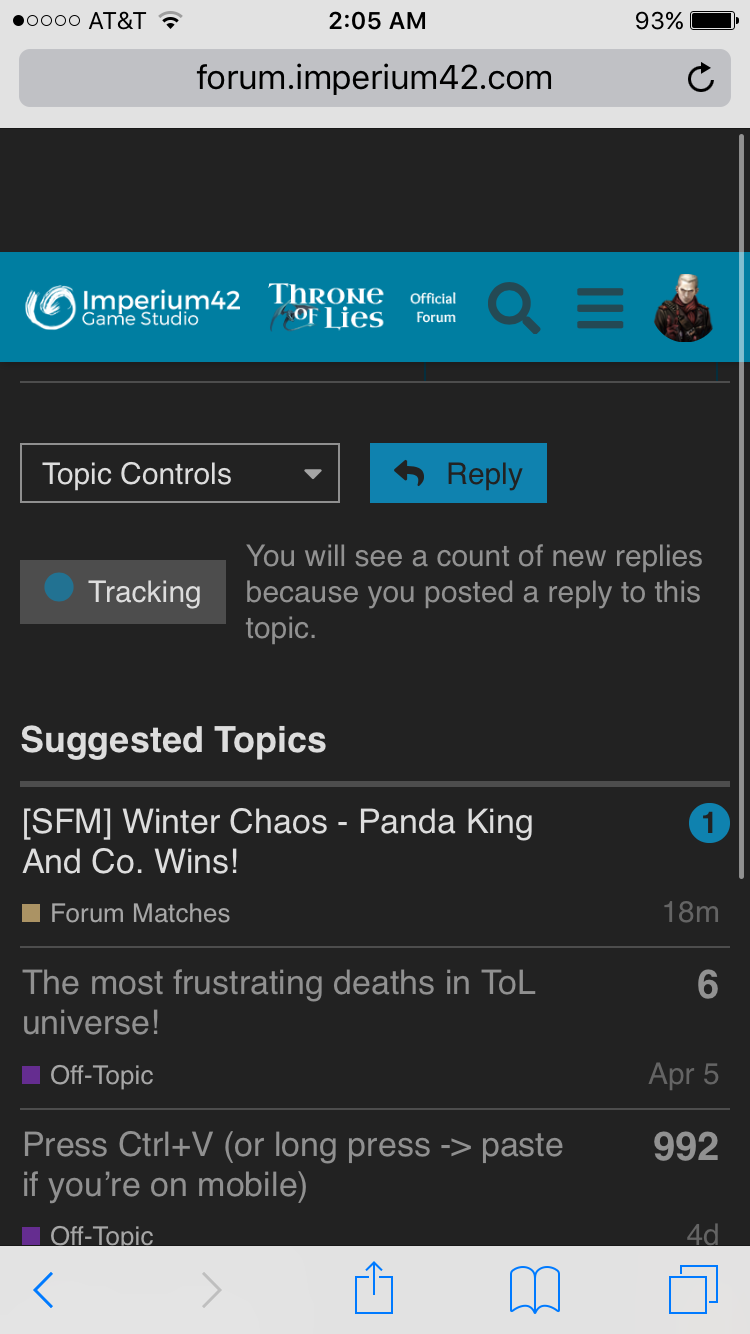 AT&T 2:05 AM 93%
forum.imperium42.com
Imperium42
Game Studio
Throne
of Lies
Official
Forum
Topic Controls
Reply
Tracking
You will see a count of new replies
because you posted a reply to this
topic.
Suggested Topics
[SFM] Winter Chaos - Panda King 1
And Co. Wins!
Forum Matches 18m
The most frustrating deaths in ToL 6
universe!
Off-Topic Apr 5
Press Ctrl+V (or long press -> paste 992
if you’re on mobile)
Off-Topic 4d